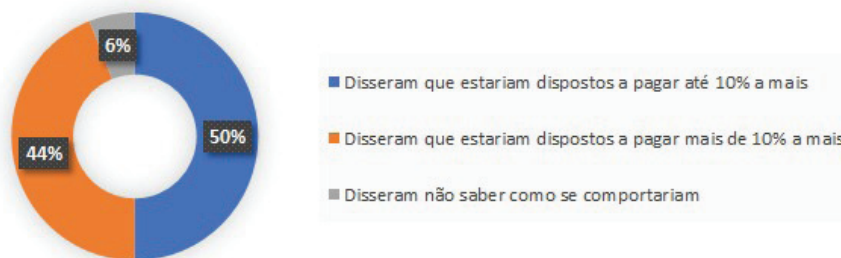 6%
50%
44%
Disseram que estariam dispostos a pagar até 10% a mais
Disseram que estariam dispostos a pagar mais de 10% a mais
Disseram não saber como se comportariam